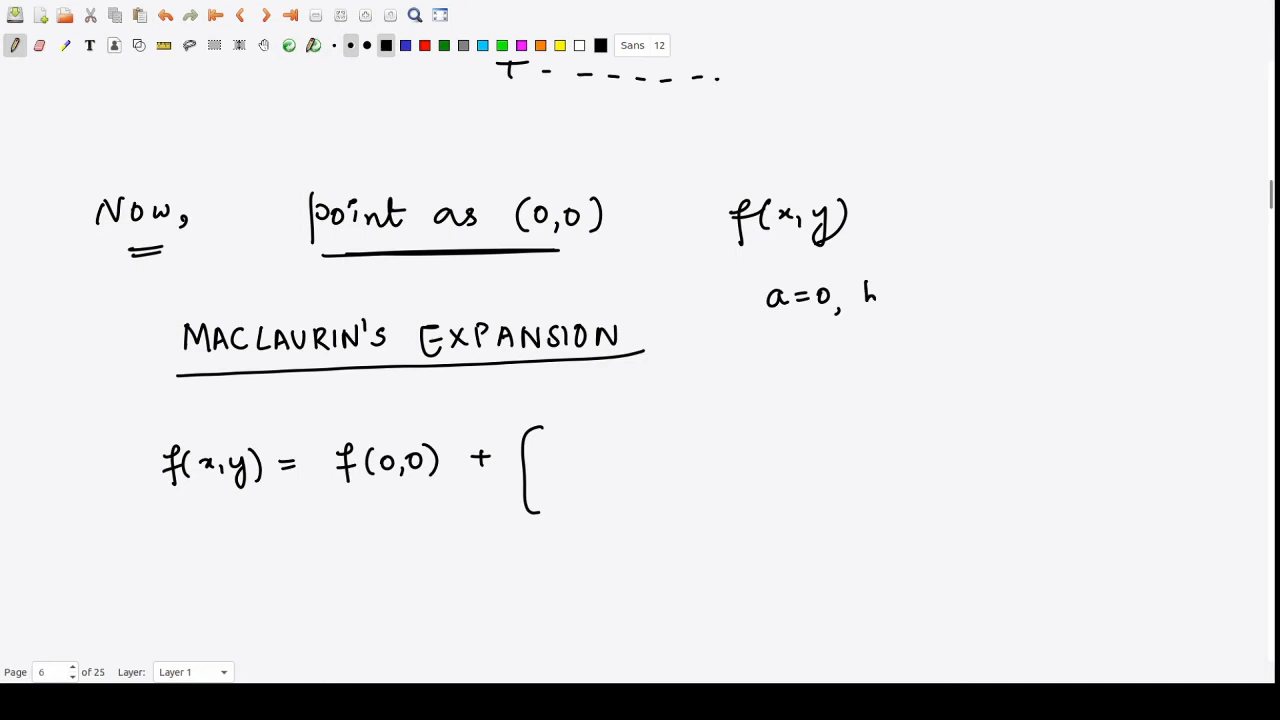 Sans 12
+ - - - - - - - .
Now, point as (0,0) f(x,y)
a=0, h
MACLAURIN'S EXPANSION
f(x,y) = f(0,0) + [
Page 6 of 25 Layer: Layer 1